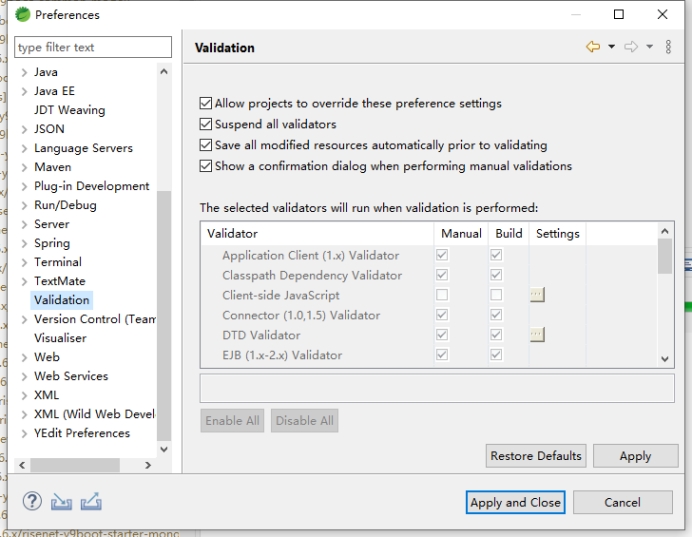 Preferences
type filter text
Validation
Java
Java EE
JDT Weaving
JSON
Language Servers
Maven
Plug-in Development
Run/Debug
Server
Spring
Terminal
TextMate
Validation
Version Control (Team
Visualiser
Web
Web Services
XML
XML (Wild Web Devel
YEdit Preferences
Allow projects to override these preference settings
Suspend all validators
Save all modified resources automatically prior to validating
Show a confirmation dialog when performing manual validations
The selected validators will run when validation is performed:
Validator Manual Build Settings
Application Client (1.x) Validator
Classpath Dependency Validator
Client-side JavaScript
Connector (1.0,1.5) Validator
DTD Validator
EJB (1.x-2.x) Validator
Enable All Disable All
Restore Defaults Apply
Apply and Close Cancel